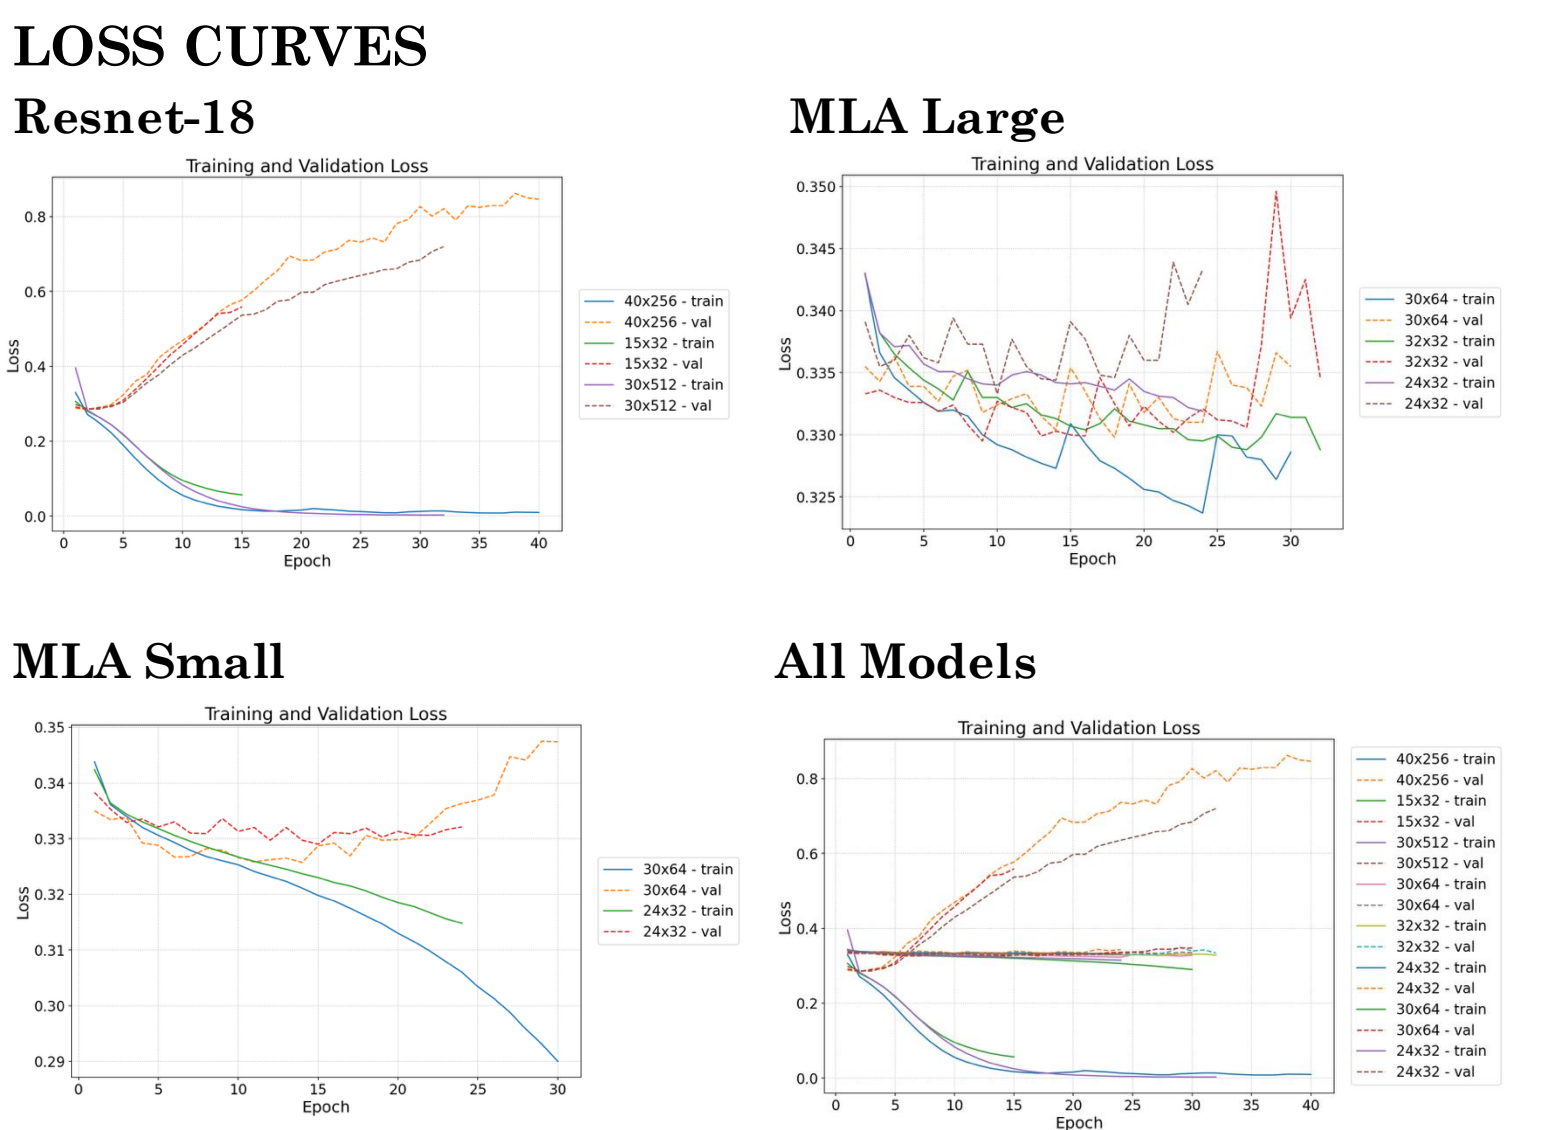 LOSS CURVES
Resnet-18
Training and Validation Loss
0.8
0.6
0.4
0.2
0.0
Loss
0 5 10 15 20 25 30 35 40
Epoch
40x256 - train
40x256 - val
15x32 - train
15x32 - val
30x512 - train
30x512 - val
MLA Large
Training and Validation Loss
0.350
0.345
0.340
0.335
0.330
0.325
Loss
0 5 10 15 20 25 30
Epoch
30x64 - train
30x64 - val
32x32 - train
32x32 - val
24x32 - train
24x32 - val
MLA Small
Training and Validation Loss
0.35
0.34
0.33
0.32
0.31
0.30
0.29
Loss
0 5 10 15 20 25 30
Epoch
30x64 - train
30x64 - val
24x32 - train
24x32 - val
All Models
Training and Validation Loss
0.8
0.6
0.4
0.2
0.0
Loss
0 5 10 15 20 25 30 35 40
Epoch
40x256 - train
40x256 - val
15x32 - train
15x32 - val
30x512 - train
30x512 - val
30x64 - train
30x64 - val
32x32 - train
32x32 - val
24x32 - train
24x32 - val
30x64 - train
30x64 - val
24x32 - train
24x32 - val